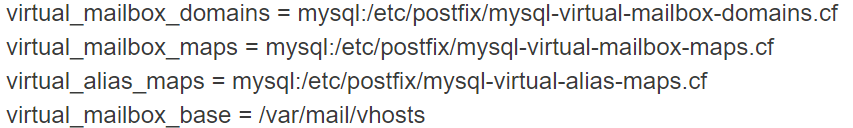 virtual_mailbox_domains = mysql:/etc/postfix/mysql-virtual-mailbox-domains.cf
virtual_mailbox_maps = mysql:/etc/postfix/mysql-virtual-mailbox-maps.cf
virtual_alias_maps = mysql:/etc/postfix/mysql-virtual-alias-maps.cf
virtual_mailbox_base = /var/mail/vhosts